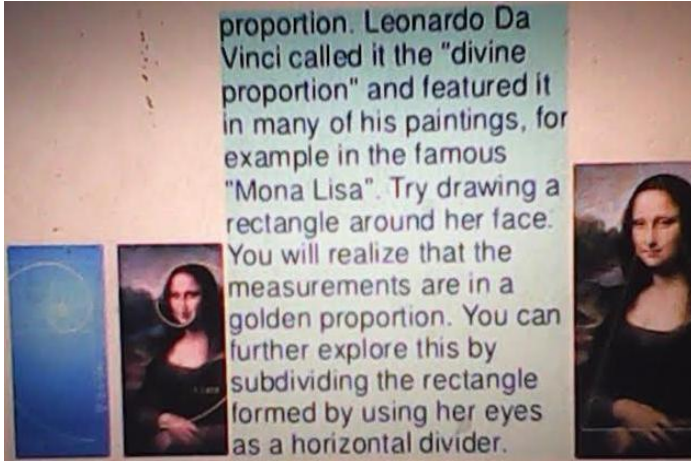 proportion. Leonardo Da
Vinci called it the "divine
proportion" and featured it
in many of his paintings, for
example in the famous
"Mona Lisa". Try drawing a
rectangle around her face.
You will realize that the
measurements are in a
golden proportion. You can
further explore this by
subdividing the rectangle
formed by using her eyes
as a horizontal divider.